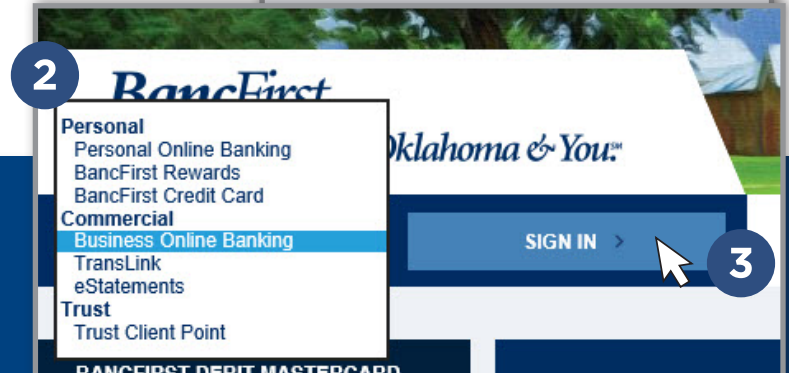 2
BancFirst
Personal
Personal Online Banking
BancFirst Rewards
BancFirst Credit Card
Oklahoma & You.℠
Commercial
Business Online Banking
SIGN IN >
3
TransLink
eStatements
Trust
Trust Client Point
BANCFIRST DEBIT MASTERCARD